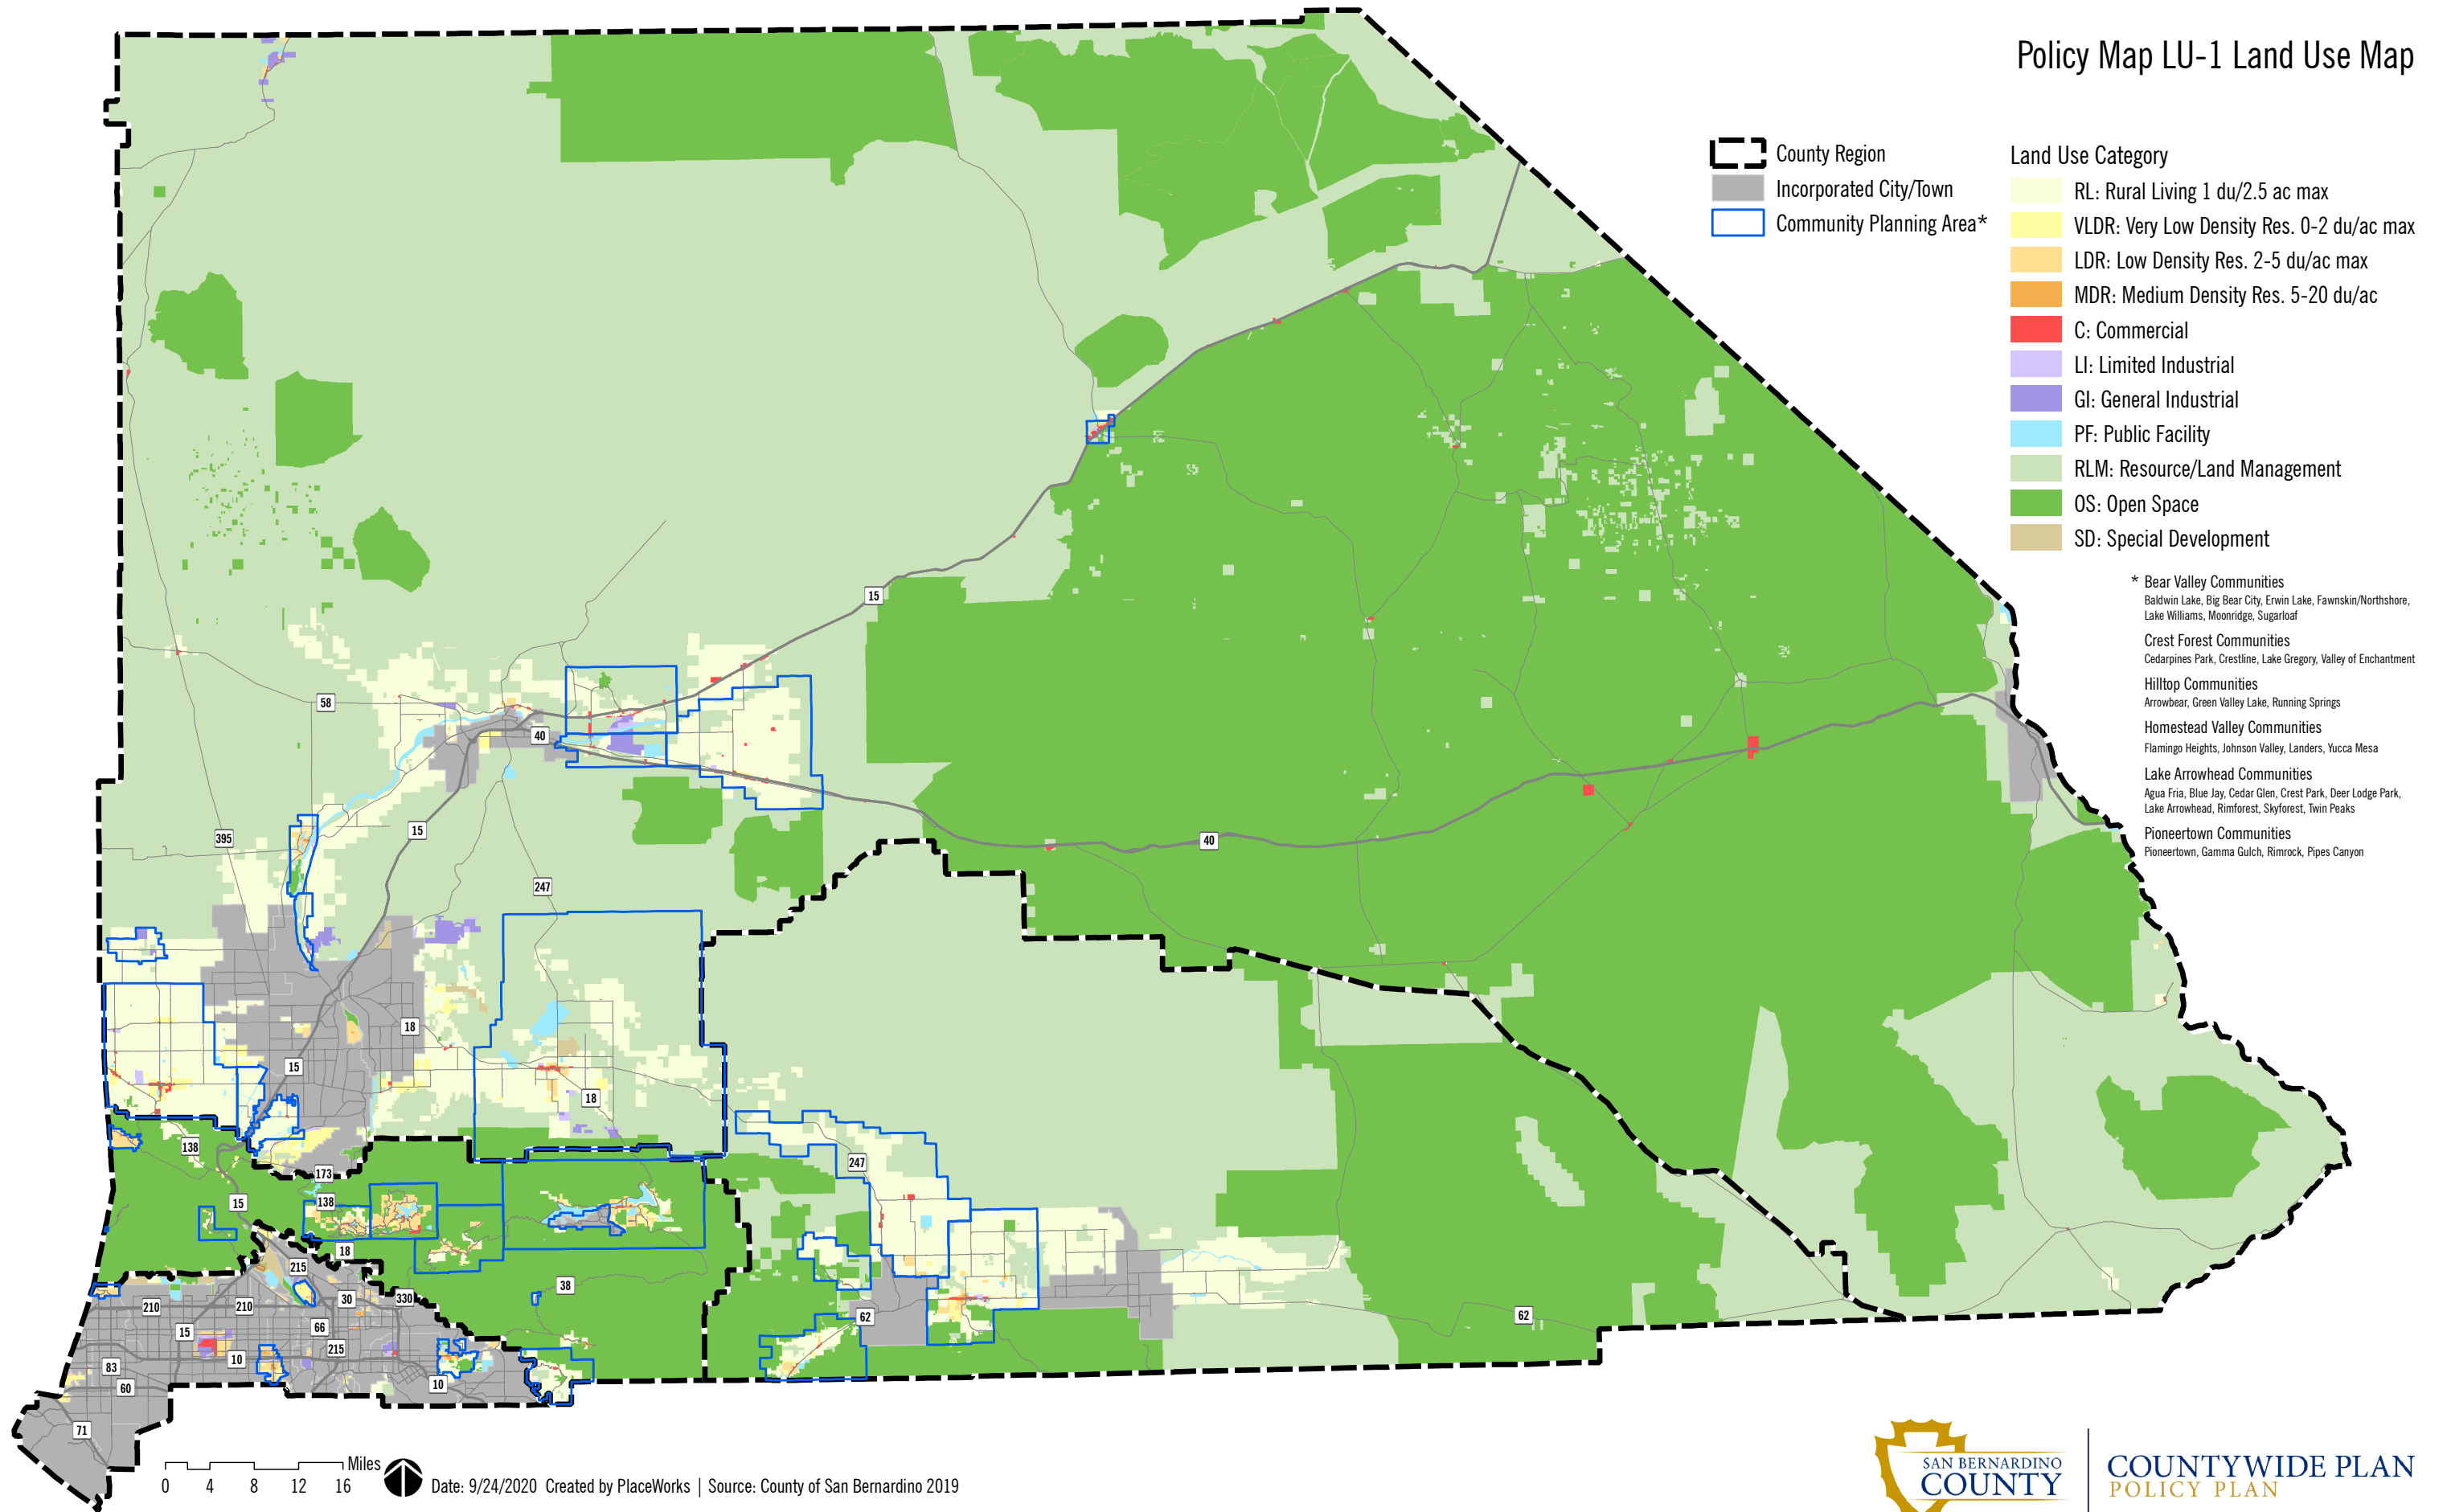 Policy Map LU-1 Land Use Map
County Region
Incorporated City/Town
Community Planning Area*
Land Use Category
RL: Rural Living 1 du/2.5 ac max
VLDR: Very Low Density Res. 0-2 du/ac max
LDR: Low Density Res. 2-5 du/ac max
MDR: Medium Density Res. 5-20 du/ac
C: Commercial
LI: Limited Industrial
GI: General Industrial
PF: Public Facility
RLM: Resource/Land Management
OS: Open Space
SD: Special Development
* Bear Valley Communities
Baldwin Lake, Big Bear City, Erwin Lake, Fawnskin/Northshore,
Lake Williams, Moonridge, Sugarloaf
Crest Forest Communities
Cedarpines Park, Crestline, Lake Gregory, Valley of Enchantment
Hilltop Communities
Arrowbear, Green Valley Lake, Running Springs
Homestead Valley Communities
Flamingo Heights, Johnson Valley, Landers, Yucca Mesa
Lake Arrowhead Communities
Agua Fria, Blue Jay, Cedar Glen, Crest Park, Deer Lodge Park,
Lake Arrowhead, Rimforest, Skyforest, Twin Peaks
Pioneertown Communities
Pioneertown, Gamma Gulch, Rimrock, Pipes Canyon
15
58
40
395
15
40
247
18
15
18
138
173
247
15
138
18
215
38
210
210
30
330
62
62
15
66
215
10
83
60
10
71
Miles
0 4 8 12 16
Date: 9/24/2020 Created by PlaceWorks | Source: County of San Bernardino 2019
SAN BERNARDINO
COUNTY
COUNTYWIDE PLAN
POLICY PLAN